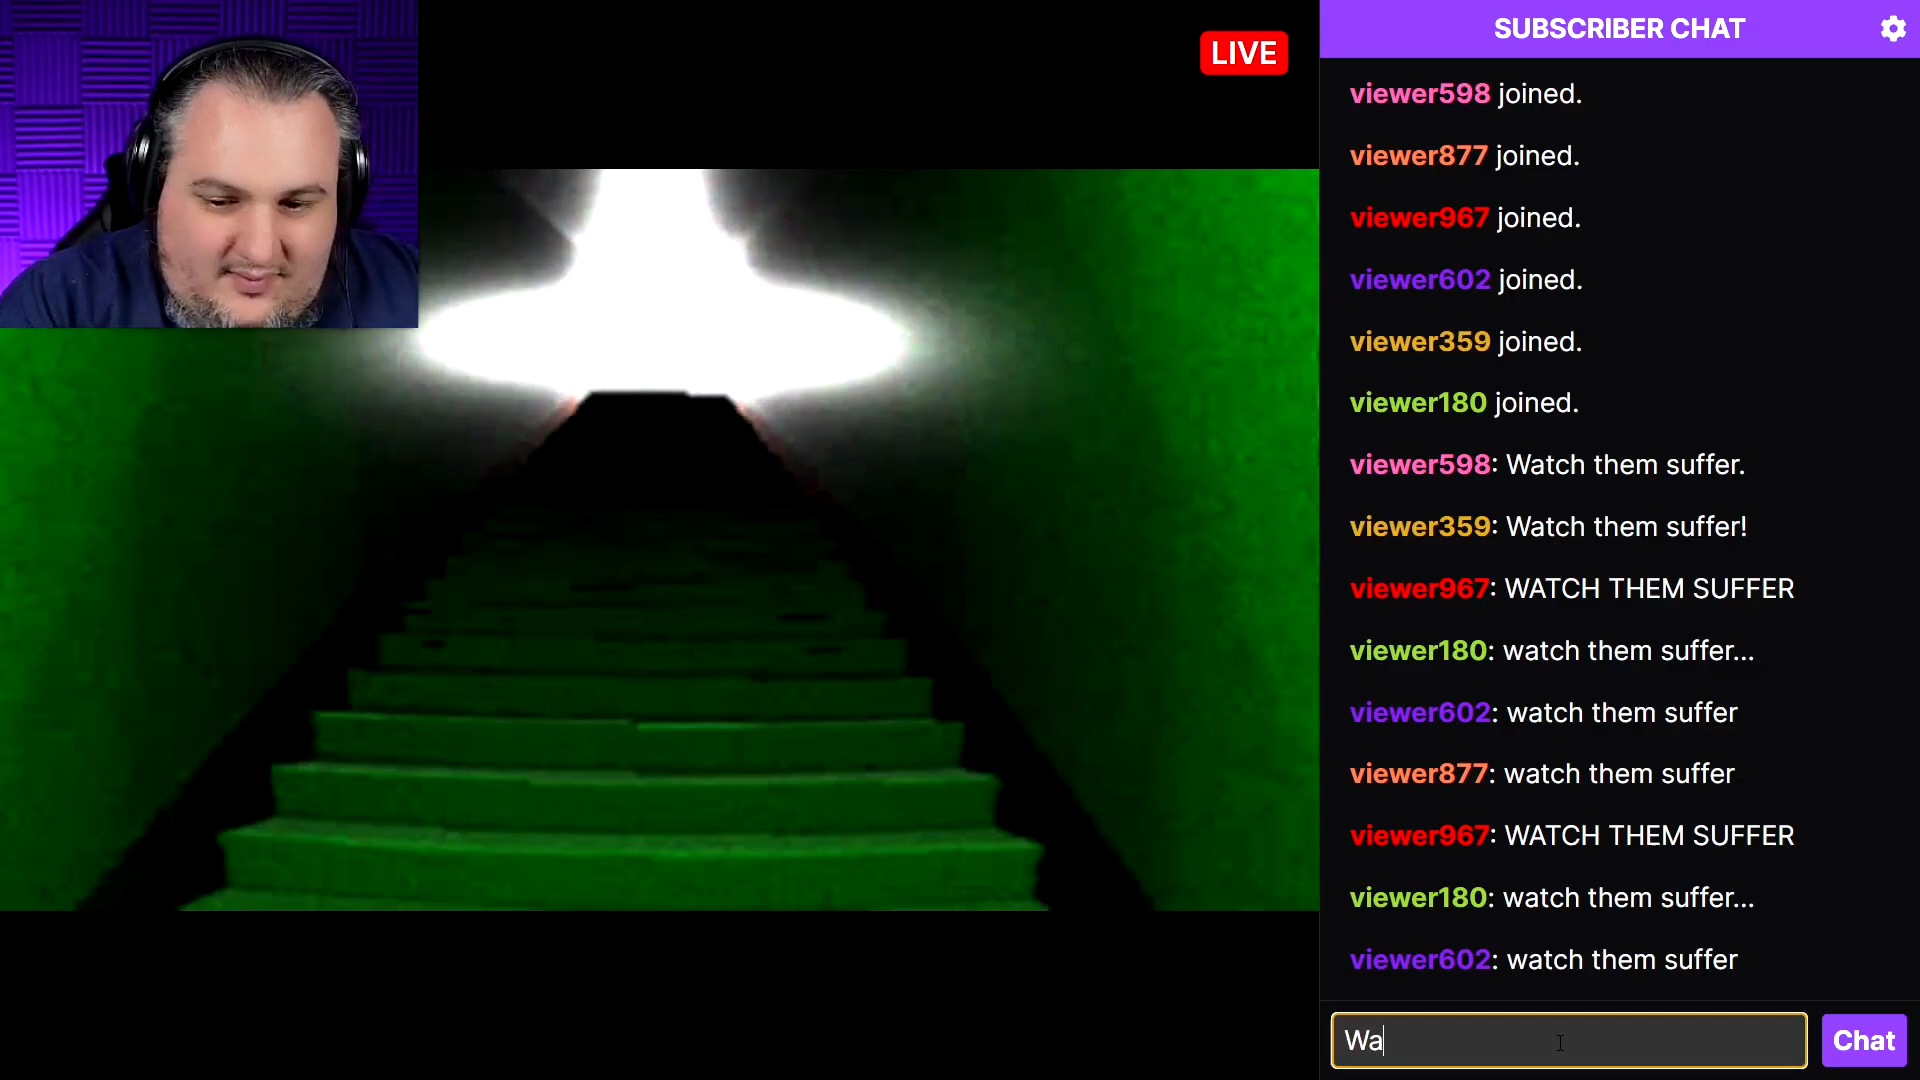 LIVE
SUBSCRIBER CHAT
viewer598 joined.
viewer877 joined.
viewer967 joined.
viewer602 joined.
viewer359 joined.
viewer180 joined.
viewer598: Watch them suffer.
viewer359: Watch them suffer!
viewer967: WATCH THEM SUFFER
viewer180: watch them suffer...
viewer602: watch them suffer
viewer877: watch them suffer
viewer967: WATCH THEM SUFFER
viewer180: watch them suffer...
viewer602: watch them suffer
Wa
Chat